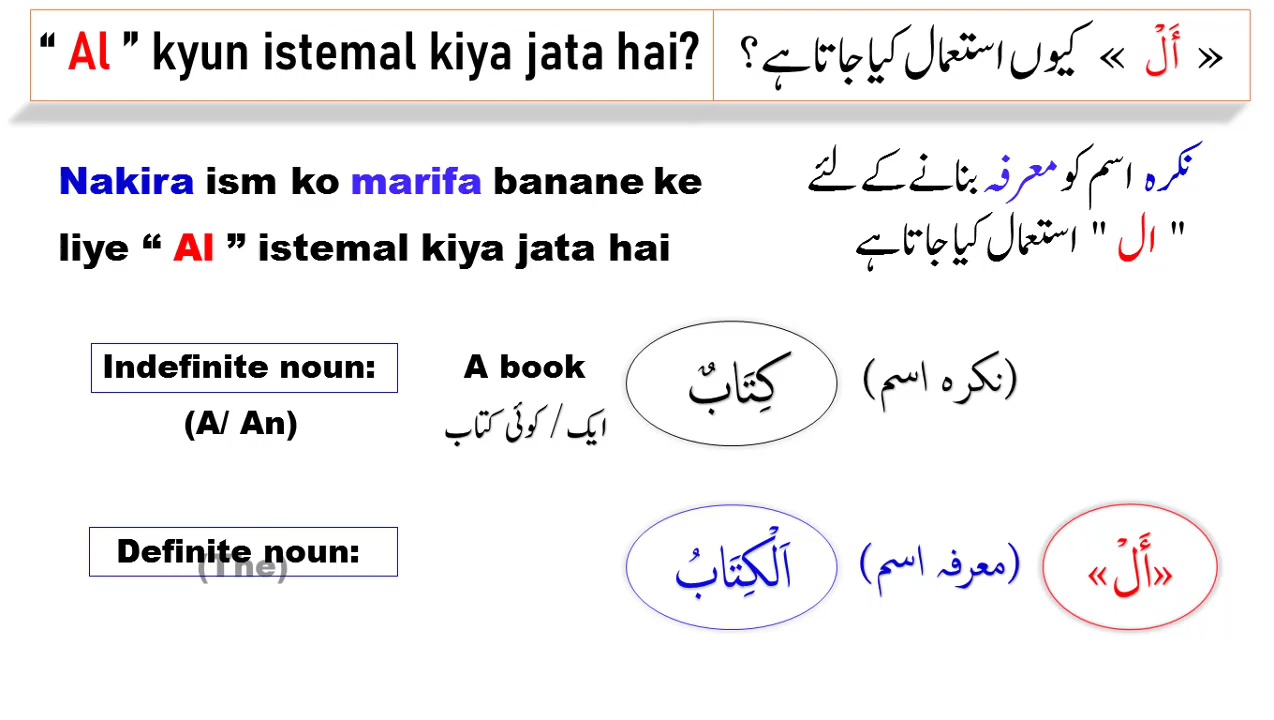 “ Al ” kyun istemal kiya jata hai?
« أَلْ » کیوں استعمال کیا جاتا ہے ؟
Nakira ism ko marifa banane ke
liye “ Al ” istemal kiya jata hai
نکرہ اسم کو معرفہ بنانے کے لئے
" ال " استعمال کیا جاتا ہے
Indefinite noun:
(A/ An)
A book
ایک / کوئی کتاب
كِتَابٌ
(نکرہ اسم)
Definite noun:
(The)
اَلْكِتَابُ
(معرفہ اسم)
«أَلْ»